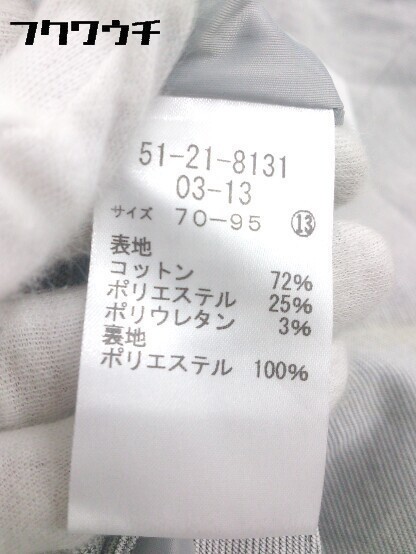 フクワウチ
51-21-8131
03-13
サイズ 70-95 ⑬
表地
コットン 72%
ポリエステル 25%
ポリウレタン 3%
裏地
ポリエステル 100%